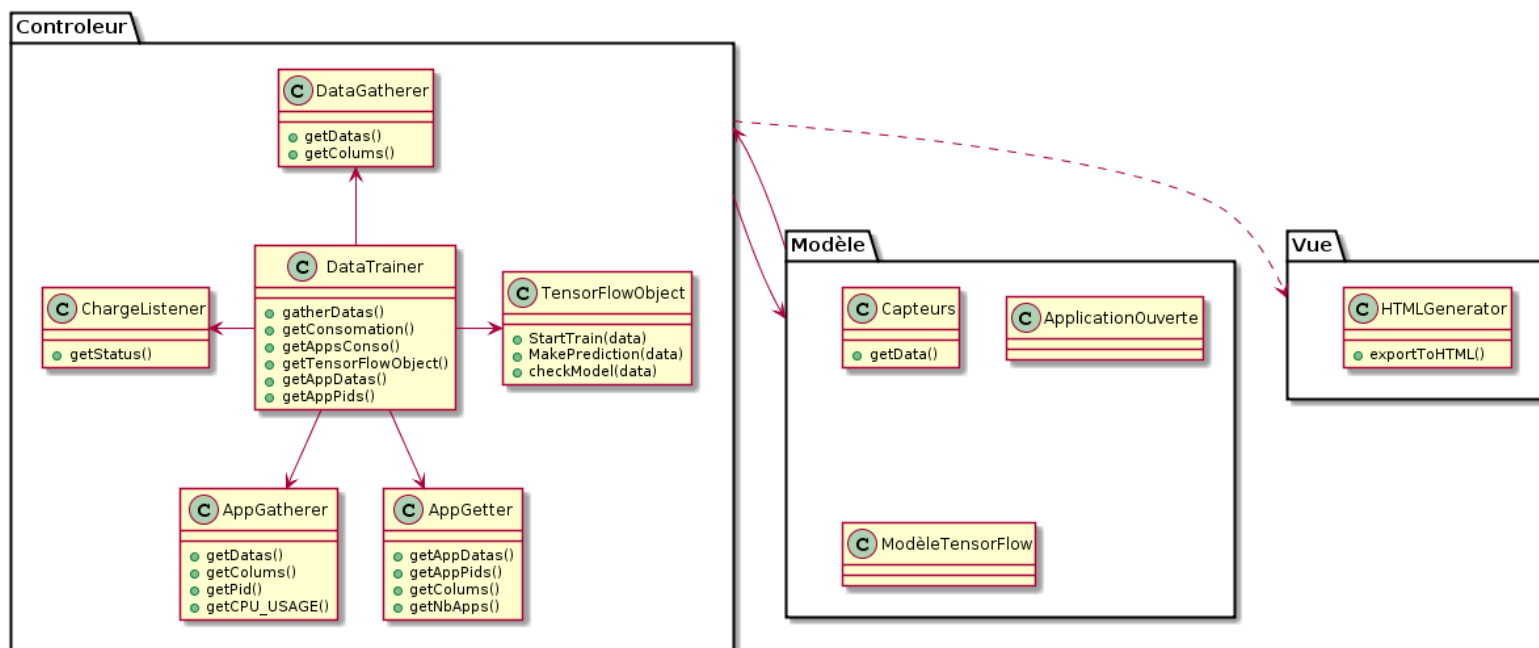 Controleur
C DataGatherer
getDatas()
getColums()
C DataTrainer
gatherDatas()
getConsomation()
getAppsConso()
getTensorFlowObject()
getAppDatas()
getAppPids()
C ChargeListener
getStatus()
C TensorFlowObject
StartTrain(data)
MakePrediction(data)
checkModel(data)
C AppGatherer
getDatas()
getColums()
getPid()
getCPU_USAGE()
C AppGetter
getAppDatas()
getAppPids()
getColums()
getNbApps()
Modèle
C Capteurs
getData()
C ApplicationOuverte
C ModèleTensorFlow
Vue
C HTMLGenerator
exportToHTML()